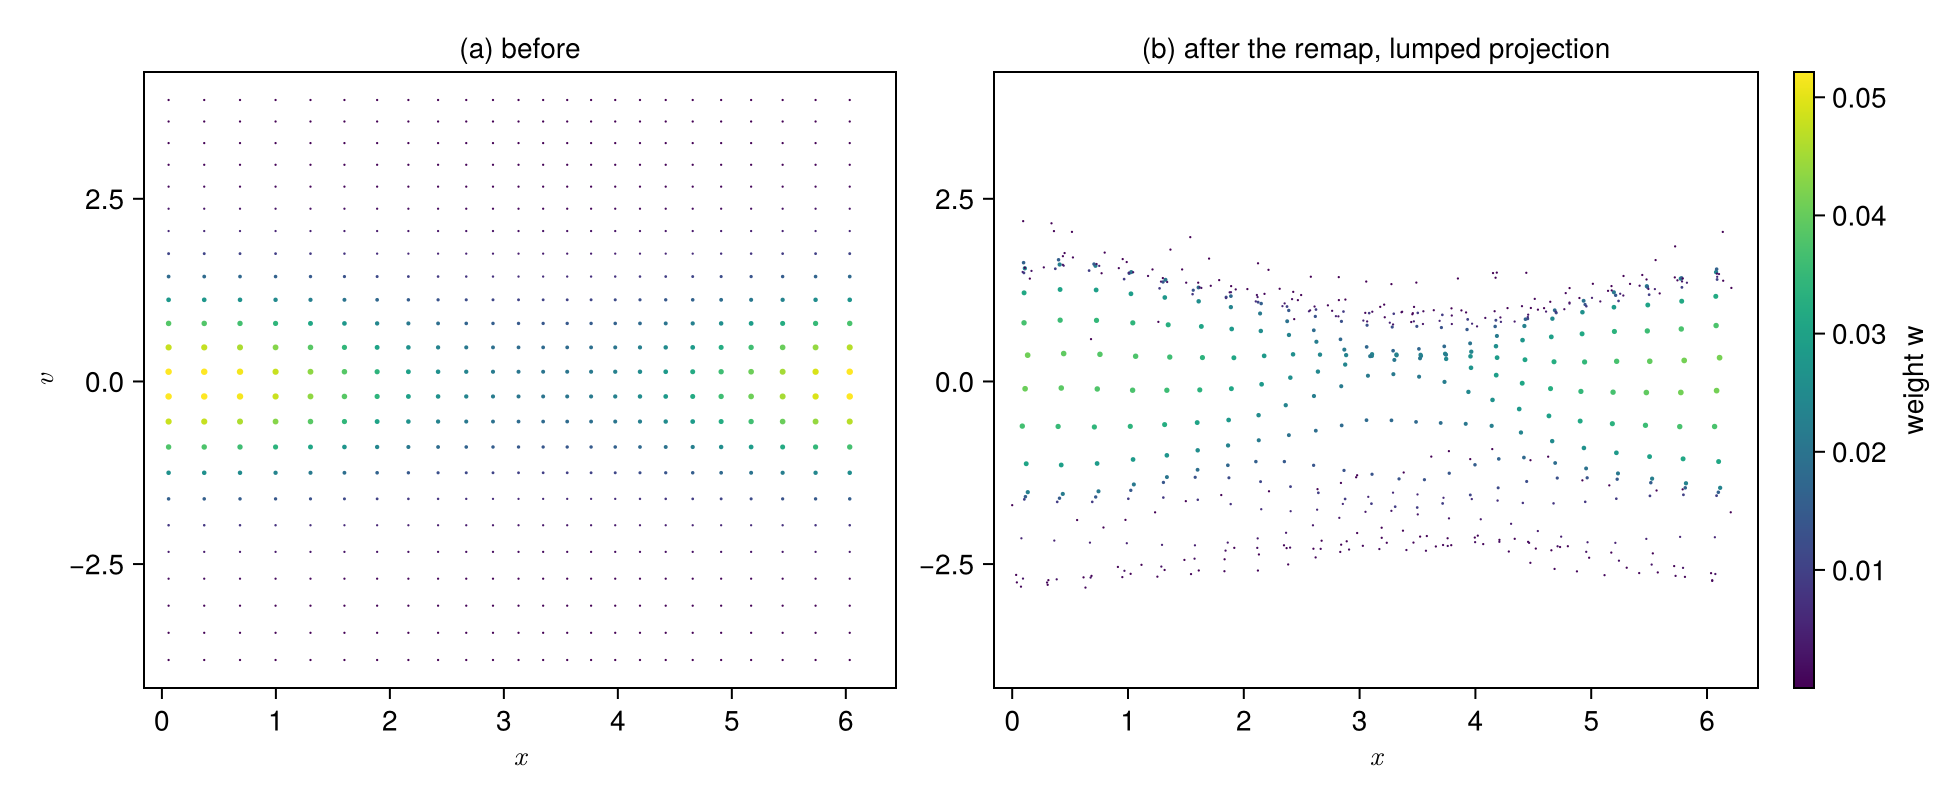 (a) before
(b) after the remap, lumped projection
2.5
0.0
−2.5
v
0 1 2 3 4 5 6
x
2.5
0.0
−2.5
0 1 2 3 4 5 6
x
0.05
0.04
0.03
0.02
0.01
weight w